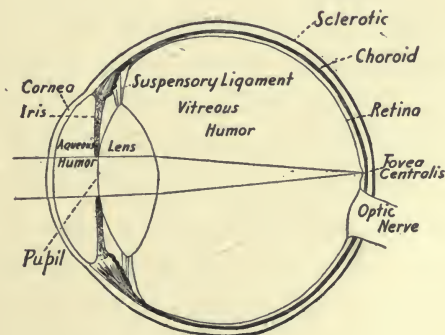 Sclerotic
Choroid
Suspensory Ligament
Cornea
Iris
Vitreous
Humor
Retina
Aqueous
Humor
Lens
Fovea
Centralis
Optic
Nerve
Pupil